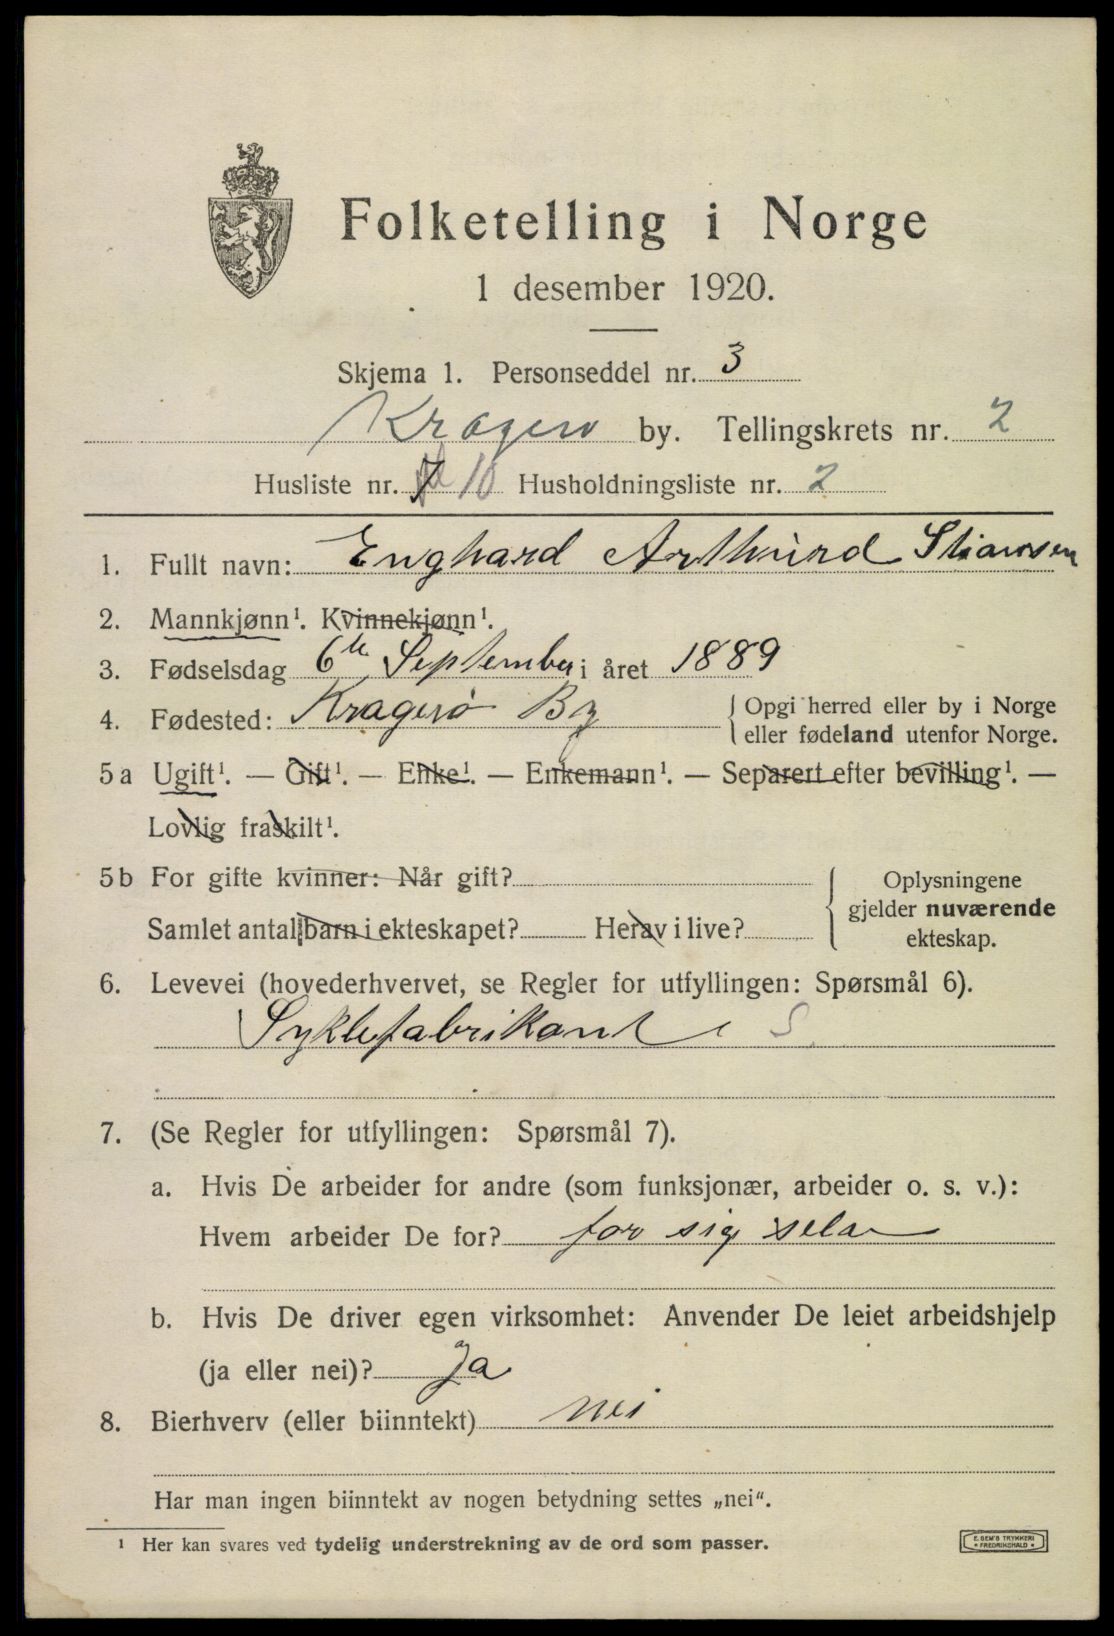 Folketelling i Norge
1 desember 1920.
Skjema 1. Personseddel nr. 3
Kragerø by. Tellingskrets nr. 2
Husliste nr. 10 Husholdningsliste nr. 2
1. Fullt navn: Enghard Arthurd Stiansen
2. Mannkjønn¹. Kvinnekjønn¹.
3. Fødselsdag 6te September i året 1889
4. Fødested: Kragerø By { Opgi herred eller by i Norge
eller fødeland utenfor Norge.
5a Ugift¹. — Gift¹. — Enke¹. — Enkemann¹. — Separert efter bevilling¹. —
Lovlig fraskilt¹.
5b For gifte kvinner: Når gift?
Samlet antal barn i ekteskapet? Herav i live?
{ Oplysningene
gjelder nuværende
ekteskap.
6. Levevei (hovederhvervet, se Regler for utfyllingen: Spørsmål 6).
Syklefabrikant S
7. (Se Regler for utfyllingen: Spørsmål 7).
a. Hvis De arbeider for andre (som funksjonær, arbeider o. s. v.):
Hvem arbeider De for? for sig selv
b. Hvis De driver egen virksomhet: Anvender De leiet arbeidshjelp
(ja eller nei)? Ja
8. Bierhverv (eller biinntekt) nei
Har man ingen biinntekt av nogen betydning settes „nei“.
¹ Her kan svares ved tydelig understrekning av de ord som passer.
E. SEM'S TRYKKERI
• FREDRIKSHALD •